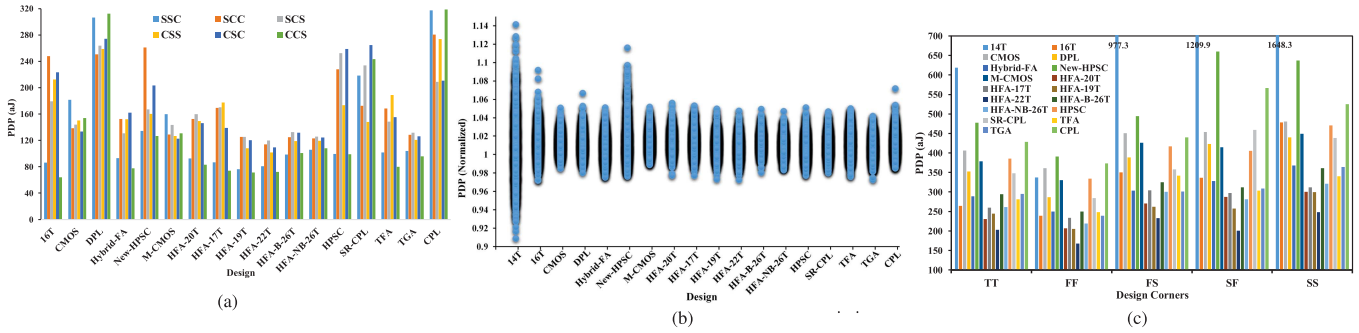 320
280
240
200
160
120
80
40
0
PDP (aJ)
SSC SCC SCS
CSS CSC CCS
16T CMOS DPL Hybrid-FA New-HPSC M-CMOS HFA-20T HFA-17T HFA-19T HFA-22T HFA-B-26T HFA-NB-26T HPSC SR-CPL TFA TGA CPL
Design
(a)
1.14
1.12
1.1
1.08
1.06
1.04
1.02
1
0.98
0.96
0.94
0.92
0.9
PDP (Normalized)
14T 16T CMOS DPL Hybrid-FA New-HPSC M-CMOS HFA-20T HFA-17T HFA-19T HFA-22T HFA-B-26T HFA-NB-26T HPSC SR-CPL TFA TGA CPL
Design
(b)
700
650
600
550
500
450
400
350
300
250
200
150
100
PDP (aJ)
977.3 1209.9 1648.3
14T 16T
CMOS DPL
Hybrid-FA New-HPSC
M-CMOS HFA-20T
HFA-17T HFA-19T
HFA-22T HFA-B-26T
HFA-NB-26T HPSC
SR-CPL TFA
TGA CPL
TT FF FS SF SS
Design Corners
(c)